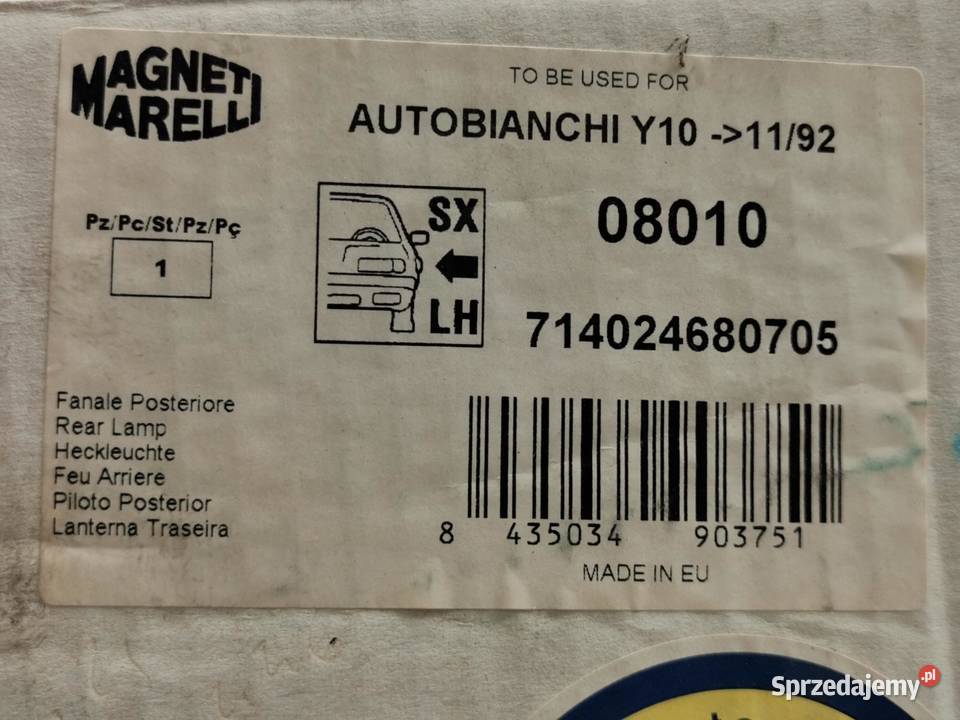 MAGNETI
MARELLI
TO BE USED FOR
AUTOBIANCHI Y10 ->11/92
Pz/Pc/St/Pz/Pç
1
SX
LH
08010
714024680705
Fanale Posteriore
Rear Lamp
Heckleuchte
Feu Arriere
Piloto Posterior
Lanterna Traseira
8 435034 903751
MADE IN EU
Sprzedajemy.pl